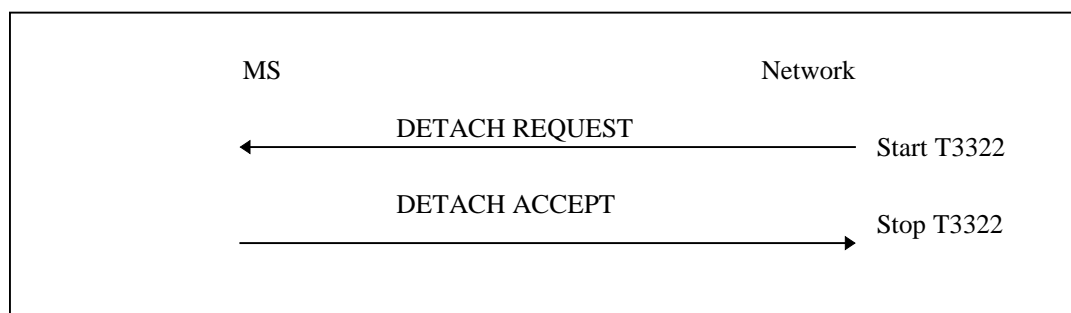 MS
Network
DETACH REQUEST
Start T3322
DETACH ACCEPT
Stop T3322